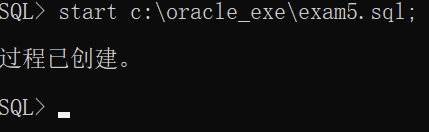 SQL> start c:\oracle_exe\exam5.sql;
过程已创建。
SQL>